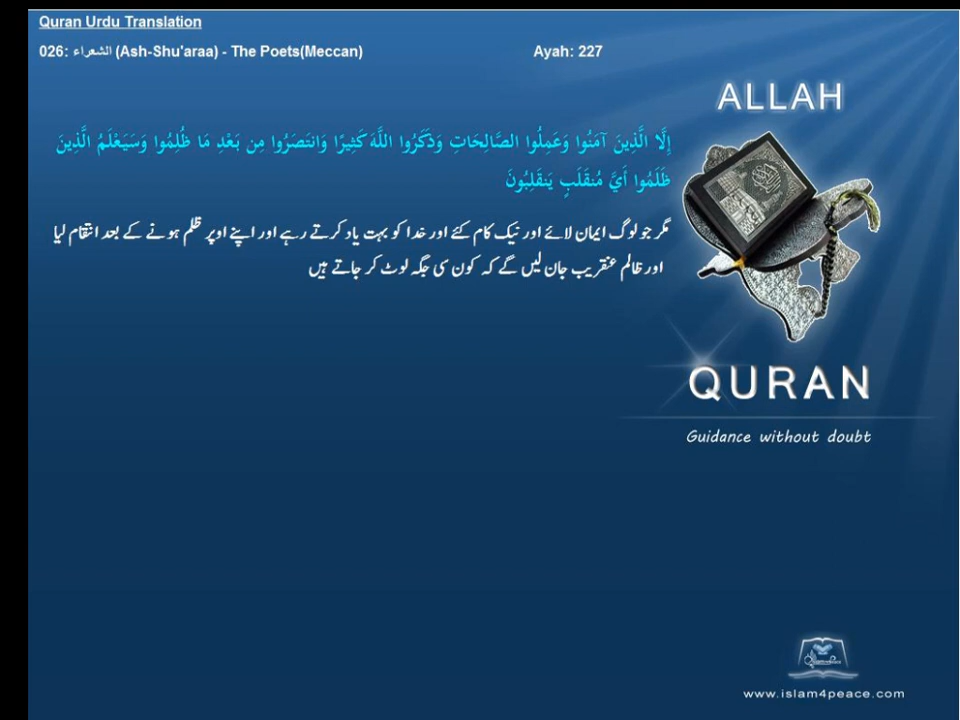 Quran Urdu Translation
026: الشعراء (Ash-Shu'araa) - The Poets(Meccan) Ayah: 227
ALLAH
إِلَّا الَّذِينَ آمَنُوا وَعَمِلُوا الصَّالِحَاتِ وَذَكَرُوا اللَّهَ كَثِيرًا وَانتَصَرُوا مِن بَعْدِ مَا ظُلِمُوا وَسَيَعْلَمُ الَّذِينَ
ظَلَمُوا أَيَّ مُنقَلَبٍ يَنقَلِبُونَ
مگر جو لوگ ایمان لائے اور نیک کام کئے اور خدا کو بہت یاد کرتے رہے اور اپنے اوپر ظلم ہونے کے بعد انتقام لیا
اور ظالم عنقریب جان لیں گے کہ کون سی جگہ لوٹ کر جاتے ہیں
QURAN
Guidance without doubt
www.islam4peace.com